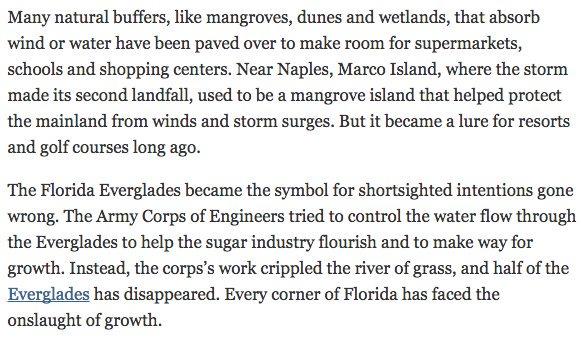 Many natural buffers, like mangroves, dunes and wetlands, that absorb
wind or water have been paved over to make room for supermarkets,
schools and shopping centers. Near Naples, Marco Island, where the storm
made its second landfall, used to be a mangrove island that helped protect
the mainland from winds and storm surges. But it became a lure for resorts
and golf courses long ago.
The Florida Everglades became the symbol for shortsighted intentions gone
wrong. The Army Corps of Engineers tried to control the water flow through
the Everglades to help the sugar industry flourish and to make way for
growth. Instead, the corps’s work crippled the river of grass, and half of the
Everglades has disappeared. Every corner of Florida has faced the
onslaught of growth.